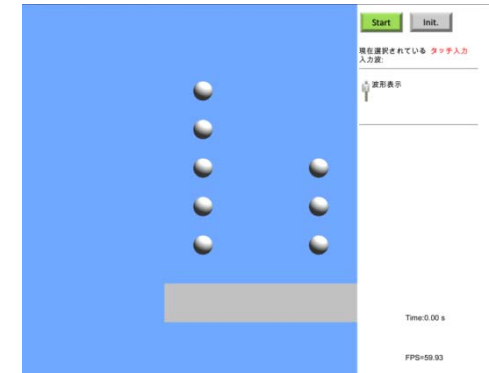 Start Init.
現在選択されている タッチ入力
入力波:
波形表示
Time:0.00 s
FPS=59.93